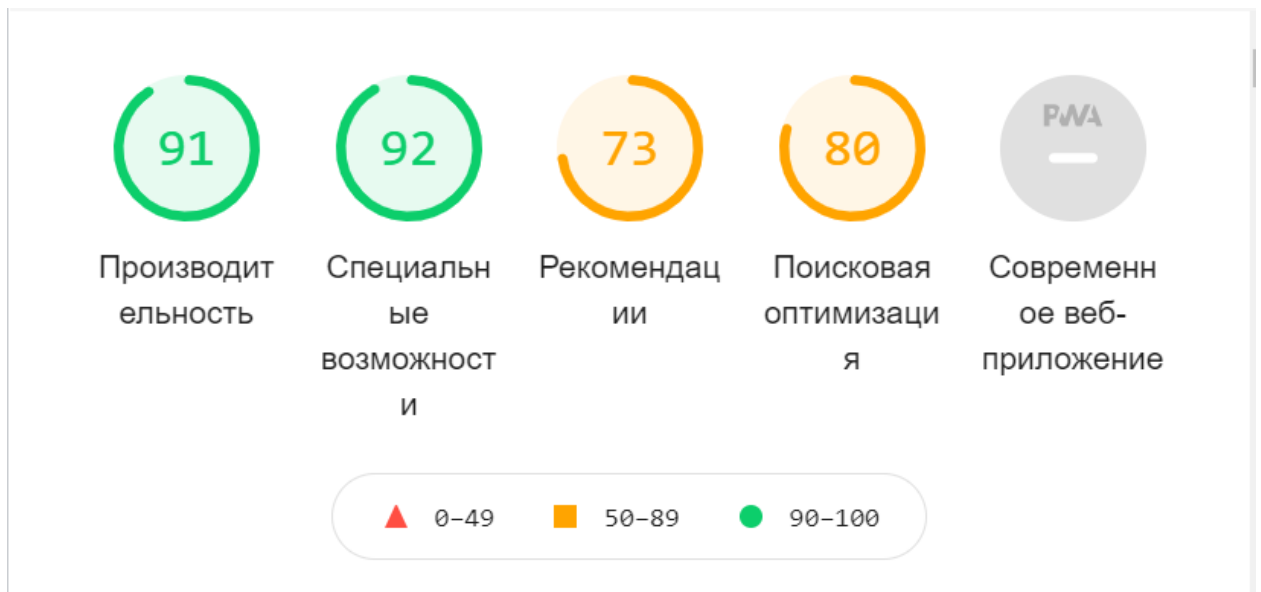 91 92 73 80 PWA
Производит Специальн Рекомендац Поисковая Современн
ельность ые ии оптимизаци ое веб-
возможност я приложение
и
0–49 50–89 90–100